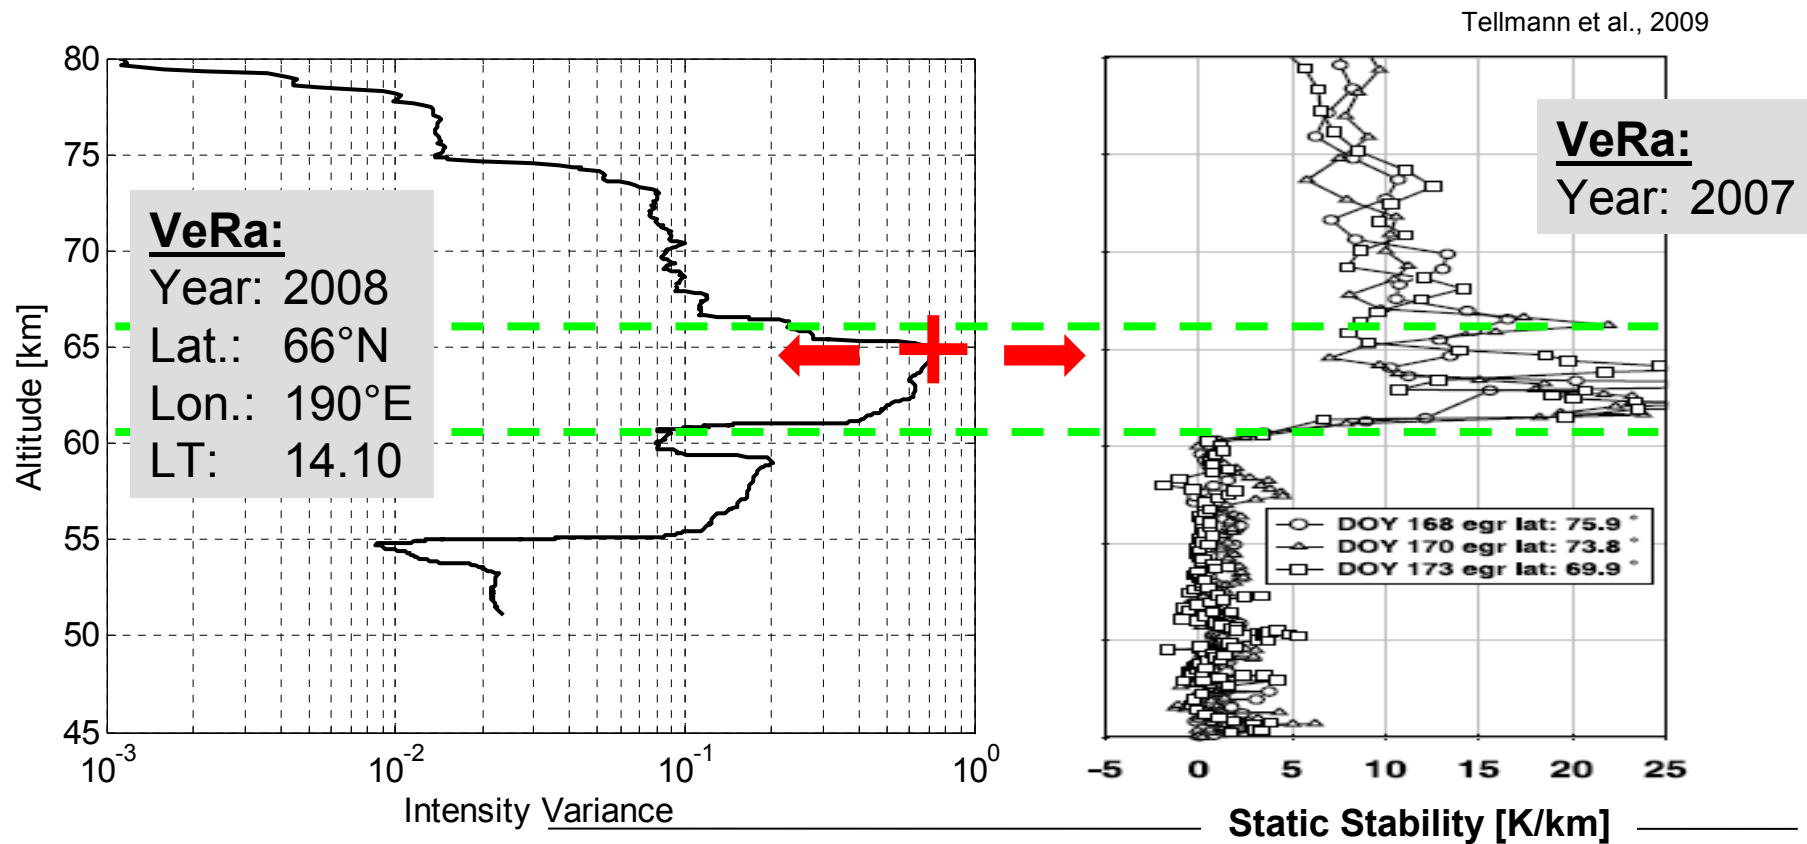 Tellmann et al., 2009
80
75
70
65
60
55
50
45
Altitude [km]
10-3
10-2
10-1
100
Intensity Variance
VeRa:
Year: 2008
Lat.: 66°N
Lon.: 190°E
LT: 14.10
VeRa:
Year: 2007
DOY 168 egr lat: 75.9 °
DOY 170 egr lat: 73.8 °
DOY 173 egr lat: 69.9 °
-5
0
5
10
15
20
25
Static Stability [K/km]